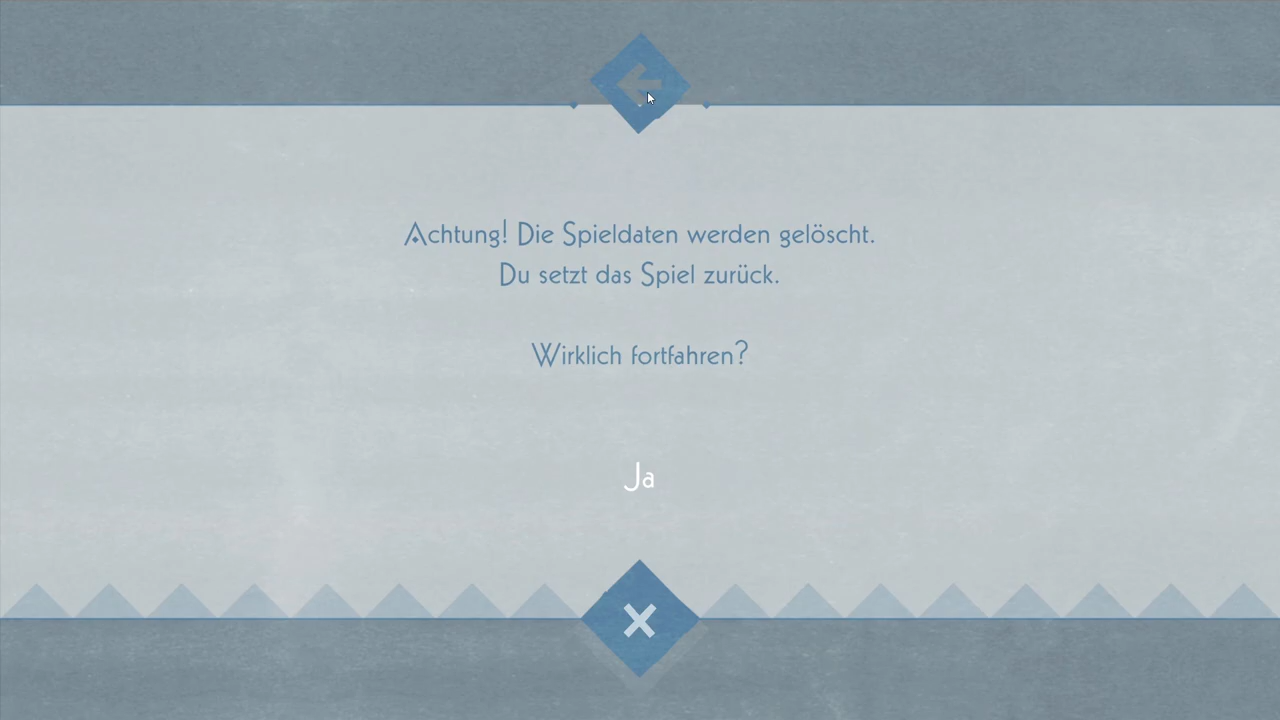 Achtung! Die Spieldaten werden gelöscht.
Du setzt das Spiel zurück.
Wirklich fortfahren?
Ja